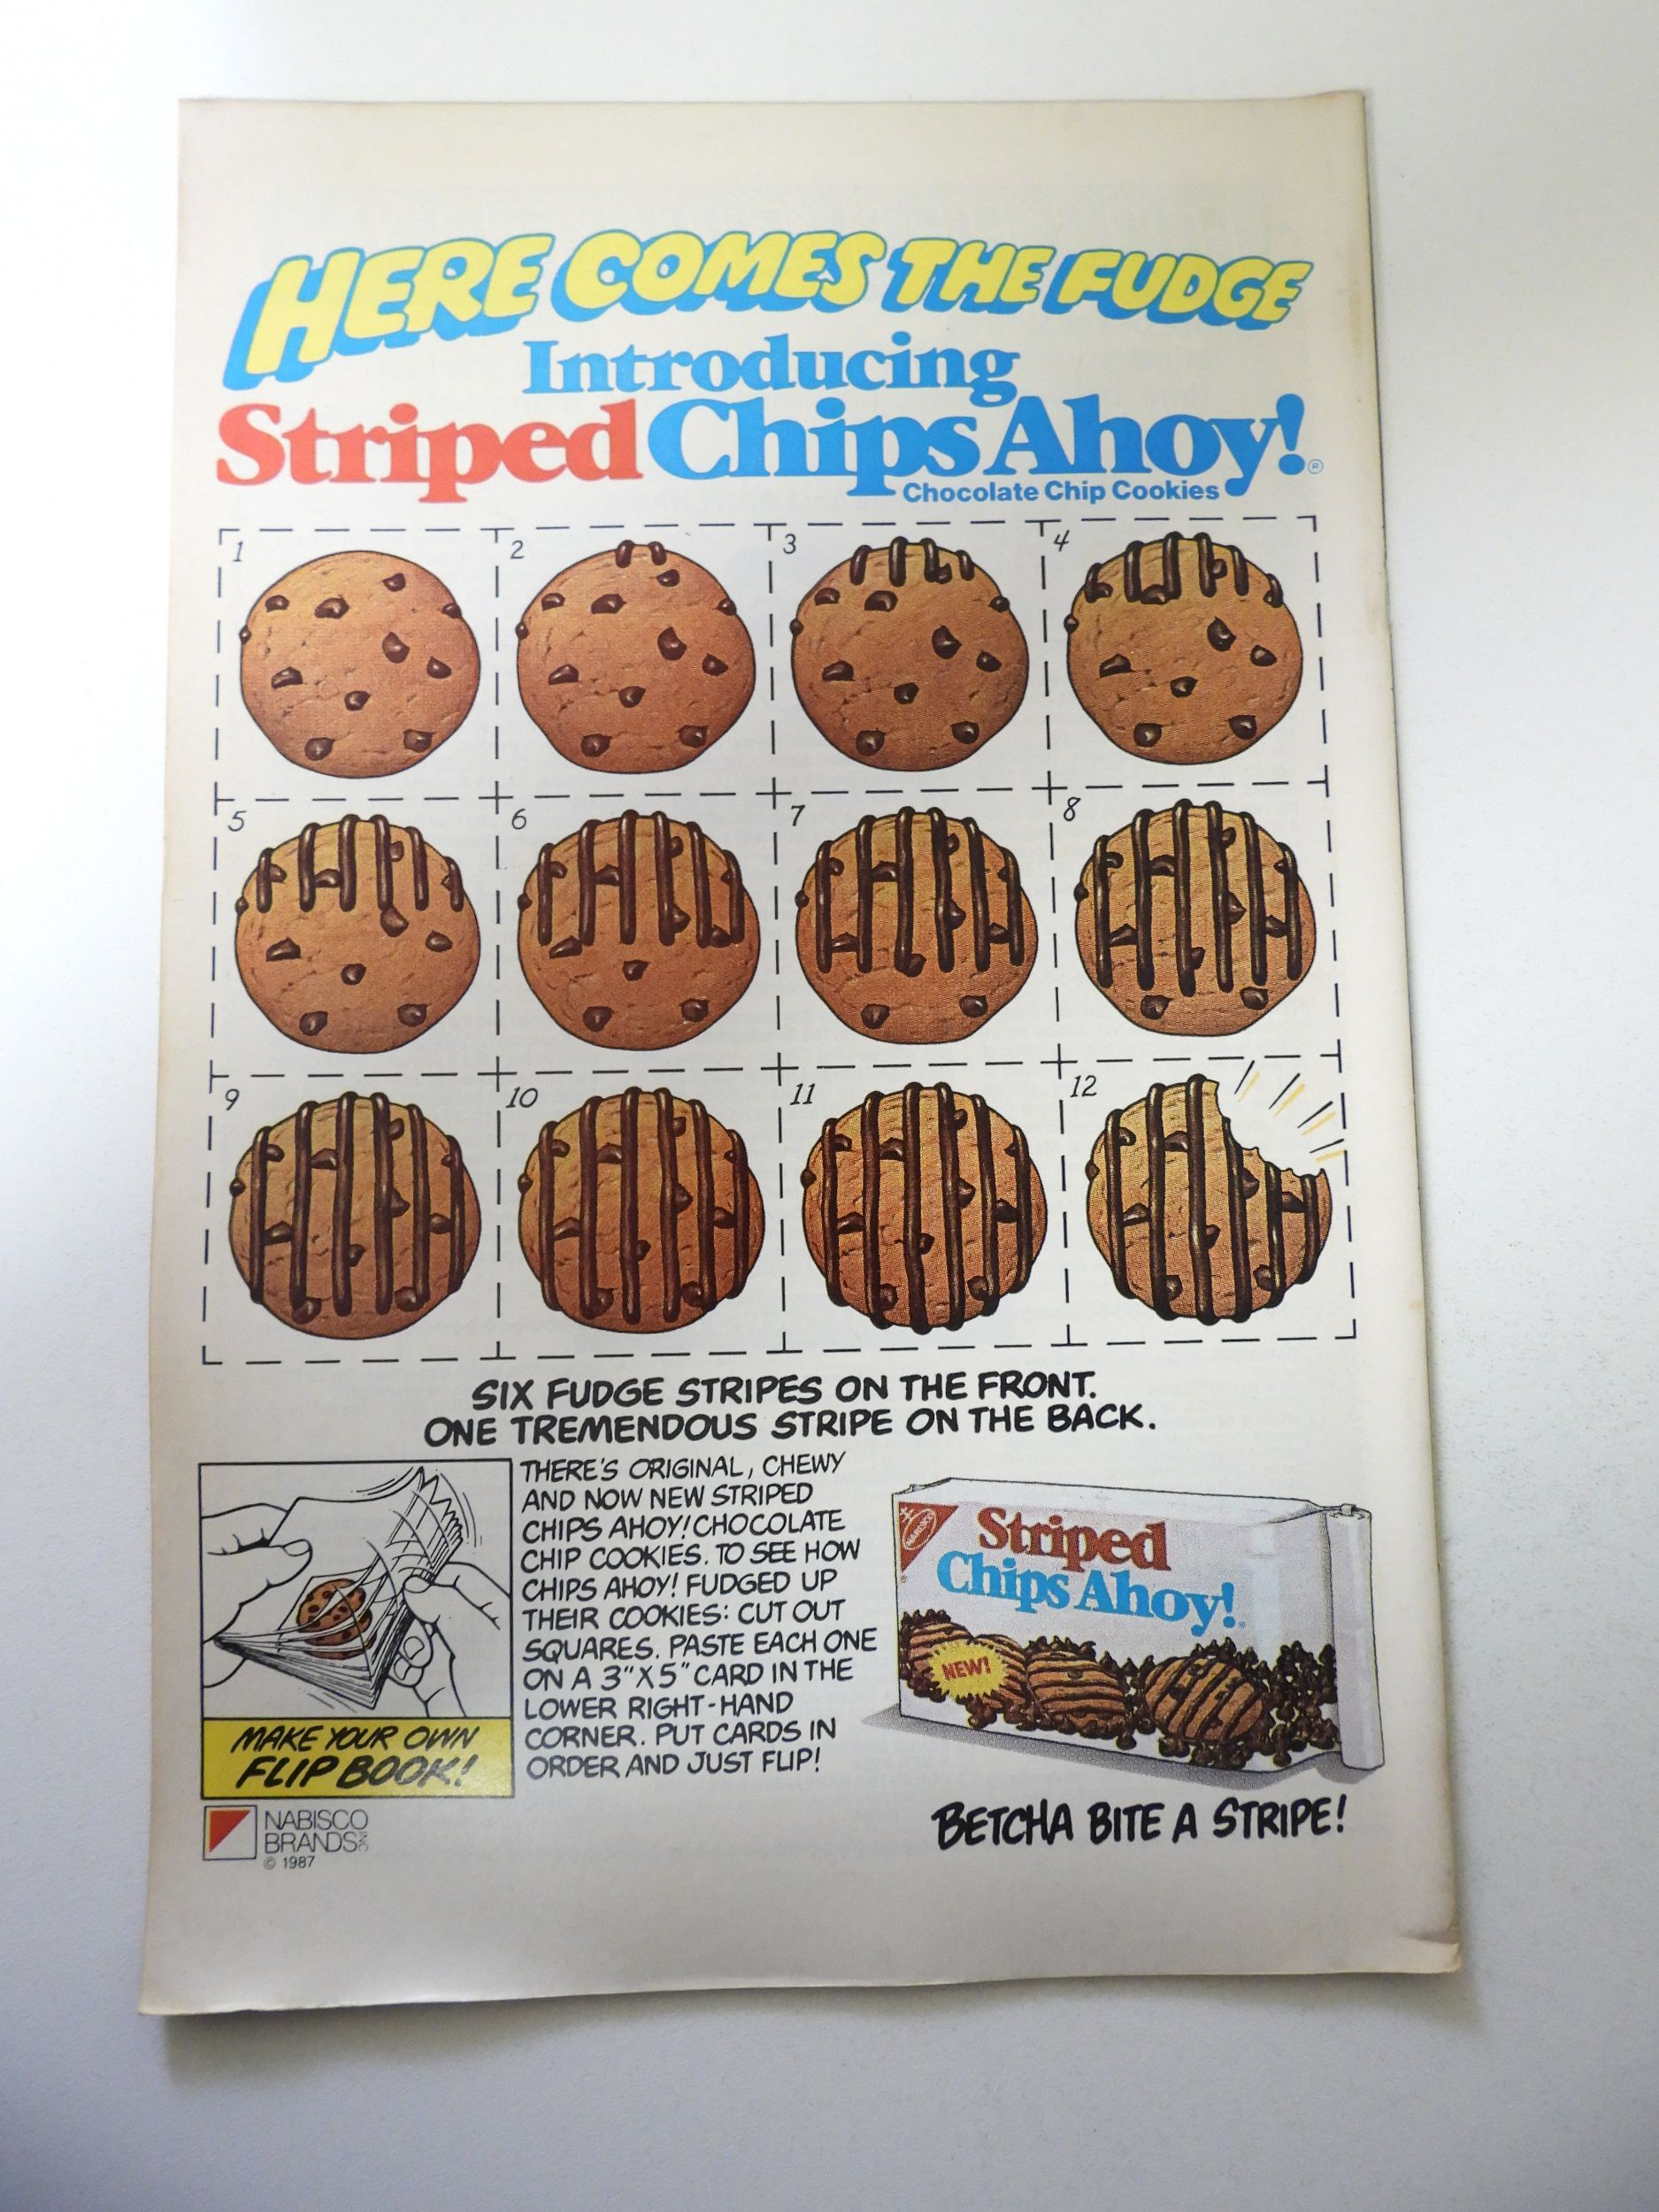 HERE COMES THE FUDGE
Introducing
Striped Chips Ahoy!®
Chocolate Chip Cookies
1
2
3
4
5
6
7
8
9
10
11
12
SIX FUDGE STRIPES ON THE FRONT.
ONE TREMENDOUS STRIPE ON THE BACK.
THERE'S ORIGINAL, CHEWY
AND NOW NEW STRIPED
CHIPS AHOY! CHOCOLATE
CHIP COOKIES. TO SEE HOW
CHIPS AHOY! FUDGED UP
THEIR COOKIES: CUT OUT
SQUARES. PASTE EACH ONE
ON A 3"X5" CARD IN THE
LOWER RIGHT-HAND
CORNER. PUT CARDS IN
ORDER AND JUST FLIP!
MAKE YOUR OWN
FLIP BOOK!
NABISCO
Striped
Chips Ahoy!
NEW!
BETCHA BITE A STRIPE!
NABISCO
BRANDS INC
© 1987